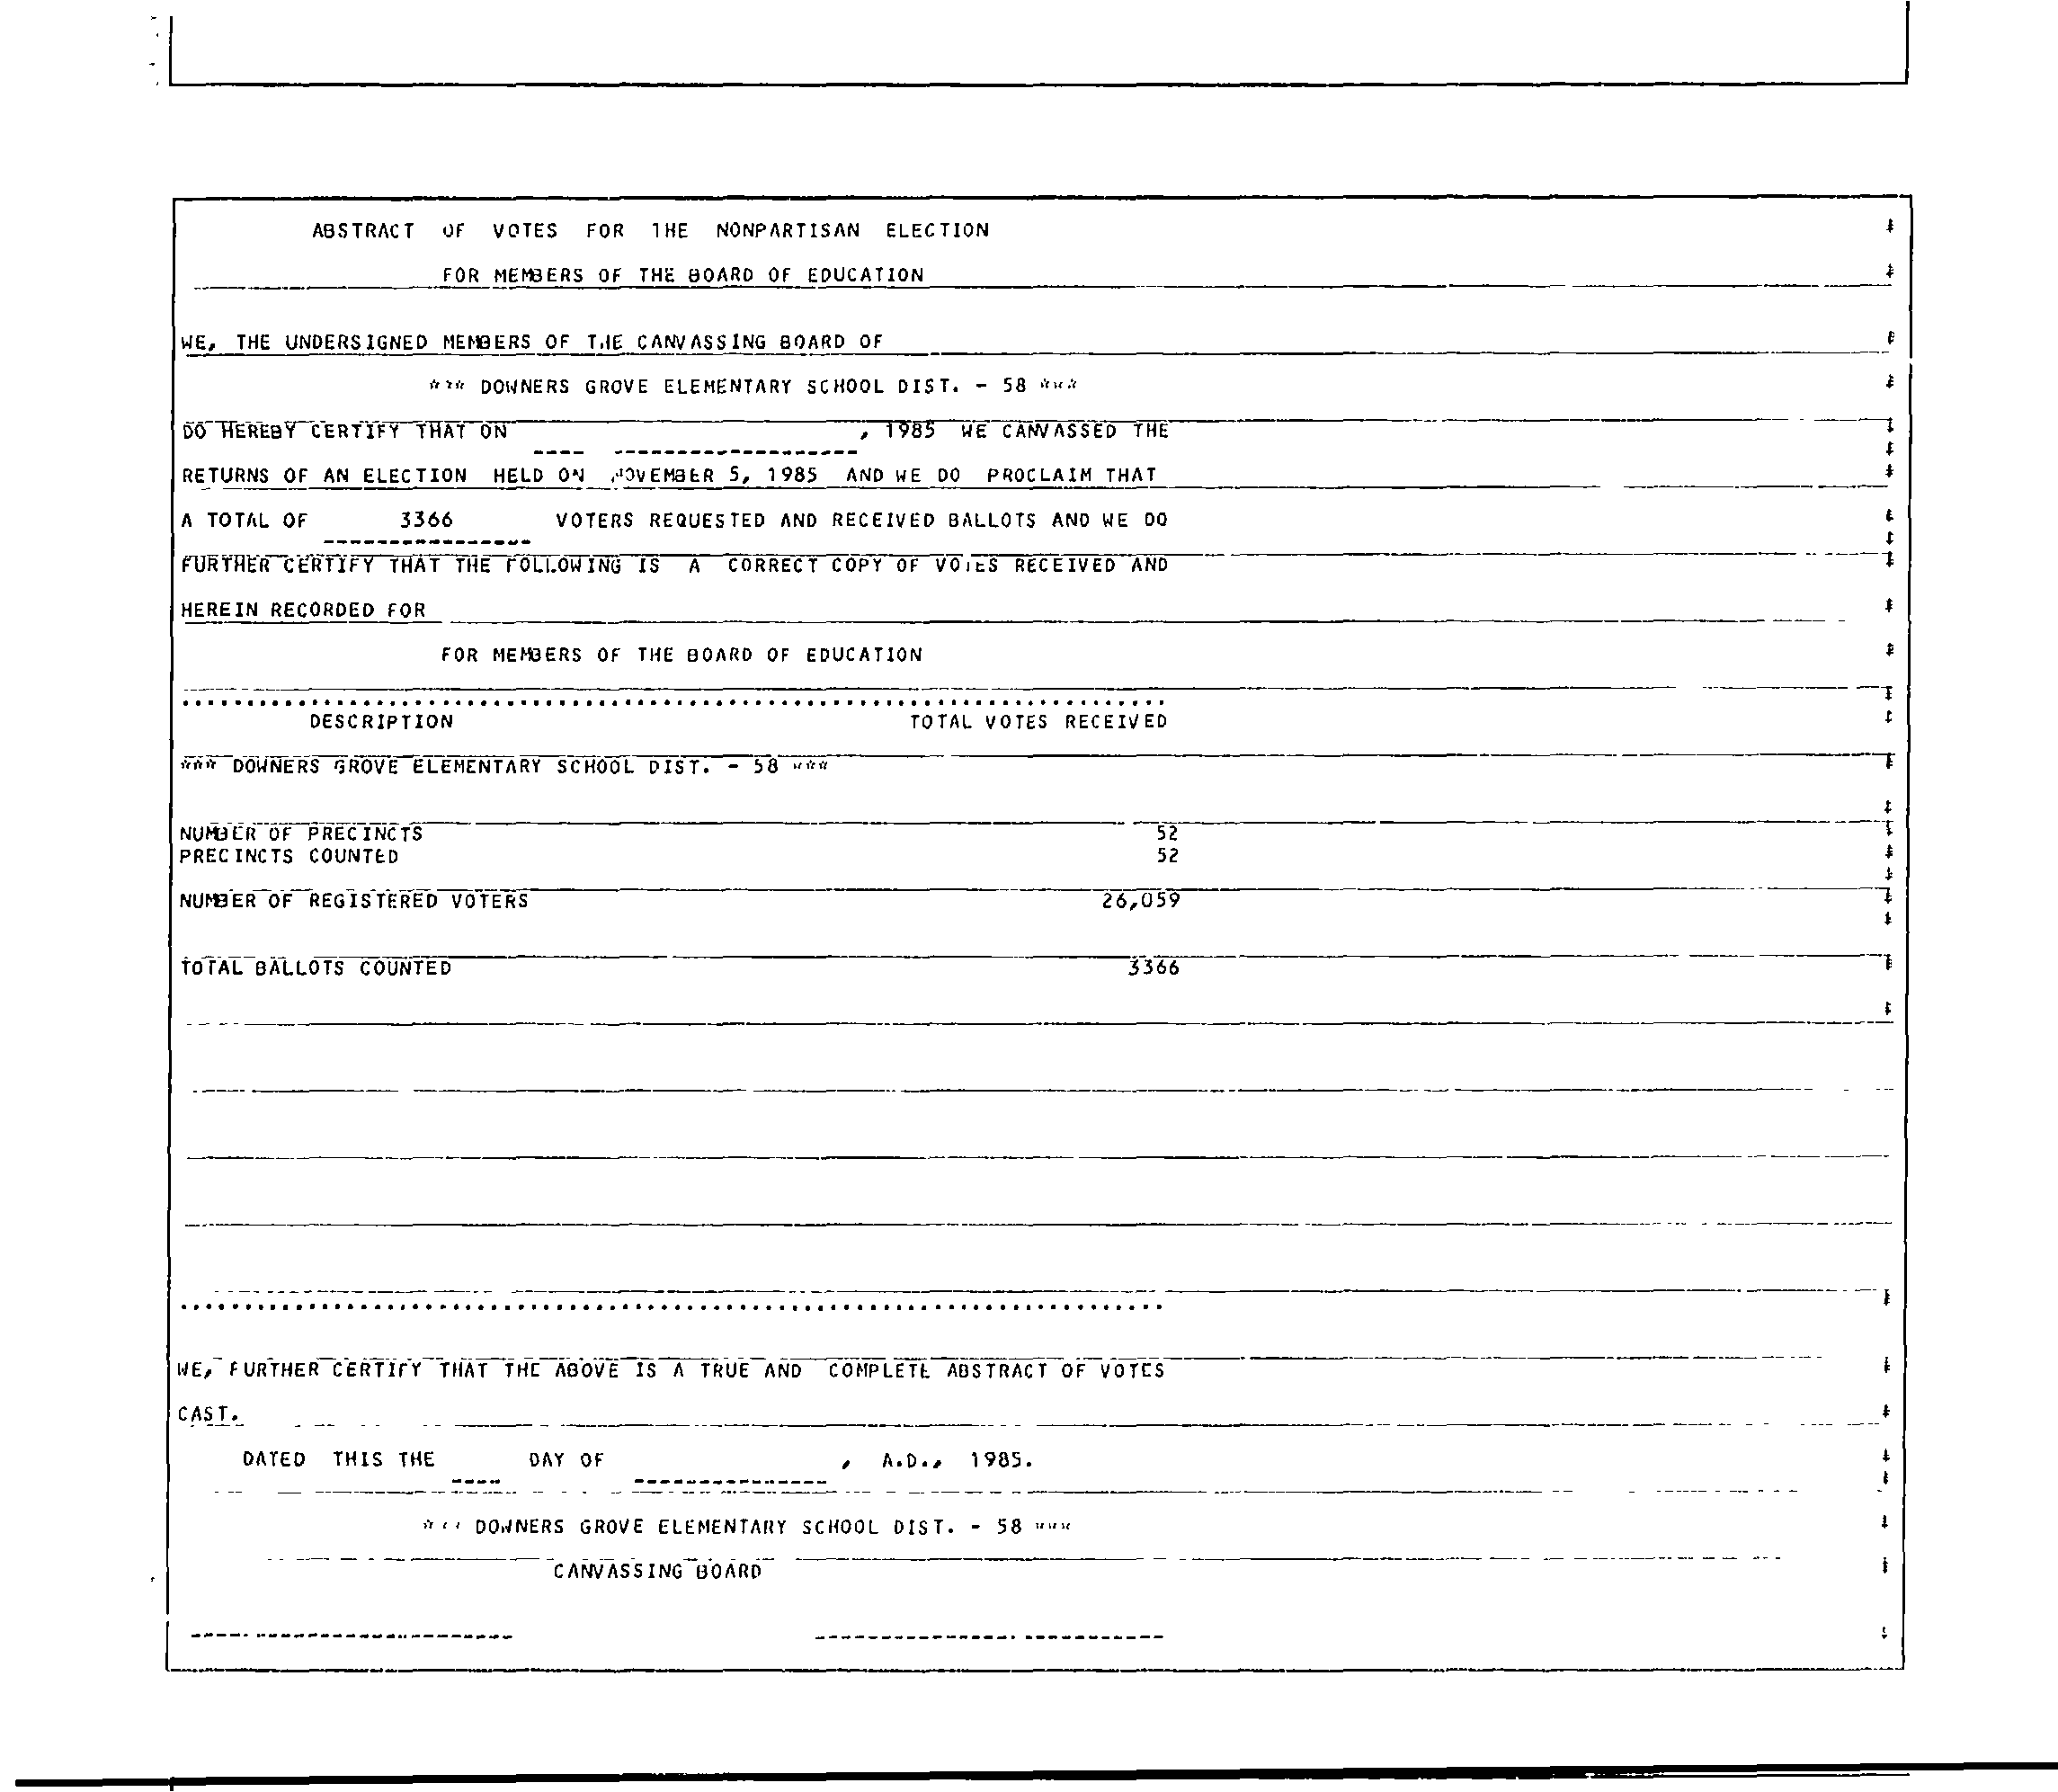 ABSTRACT OF VOTES FOR THE NONPARTISAN ELECTION
FOR MEMBERS OF THE BOARD OF EDUCATION
WE, THE UNDERSIGNED MEMBERS OF THE CANVASSING BOARD OF
*** DOWNERS GROVE ELEMENTARY SCHOOL DIST. - 58 ***
DO HEREBY CERTIFY THAT ON ---- -------------------, 1985 WE CANVASSED THE
RETURNS OF AN ELECTION HELD ON NOVEMBER 5, 1985 AND WE DO PROCLAIM THAT
A TOTAL OF 3366 VOTERS REQUESTED AND RECEIVED BALLOTS AND WE DO
FURTHER CERTIFY THAT THE FOLLOWING IS A CORRECT COPY OF VOTES RECEIVED AND
HEREIN RECORDED FOR
FOR MEMBERS OF THE BOARD OF EDUCATION
DESCRIPTION TOTAL VOTES RECEIVED
*** DOWNERS GROVE ELEMENTARY SCHOOL DIST. - 58 ***
NUMBER OF PRECINCTS 52
PRECINCTS COUNTED 52
NUMBER OF REGISTERED VOTERS 26,059
TOTAL BALLOTS COUNTED 3366
WE, FURTHER CERTIFY THAT THE ABOVE IS A TRUE AND COMPLETE ABSTRACT OF VOTES
CAST.
DATED THIS THE ---- DAY OF ---------------, A.D., 1985.
*** DOWNERS GROVE ELEMENTARY SCHOOL DIST. - 58 ***
CANVASSING BOARD